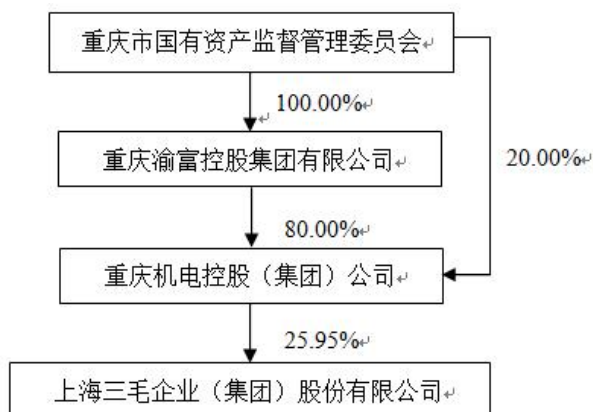 重庆市国有资产监督管理委员会
100.00%
重庆渝富控股集团有限公司
20.00%
80.00%
重庆机电控股（集团）公司
25.95%
上海三毛企业（集团）股份有限公司